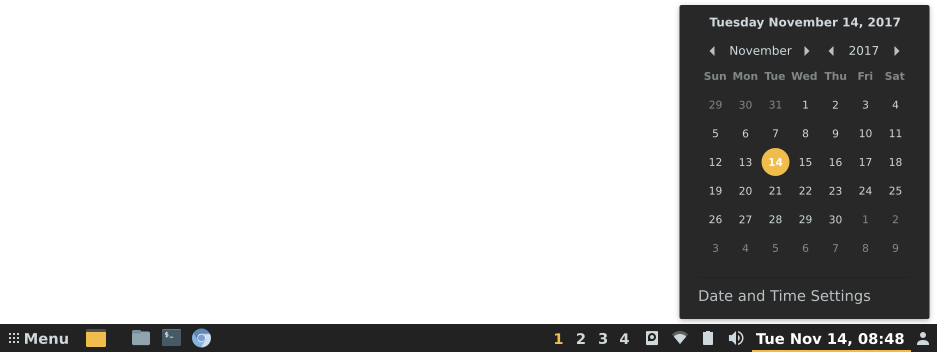 Tuesday November 14, 2017
November 2017
Sun Mon Tue Wed Thu Fri Sat
29 30 31 1 2 3 4
5 6 7 8 9 10 11
12 13 14 15 16 17 18
19 20 21 22 23 24 25
26 27 28 29 30 1 2
3 4 5 6 7 8 9
Date and Time Settings
Menu $_ 1 2 3 4 Tue Nov 14, 08:48